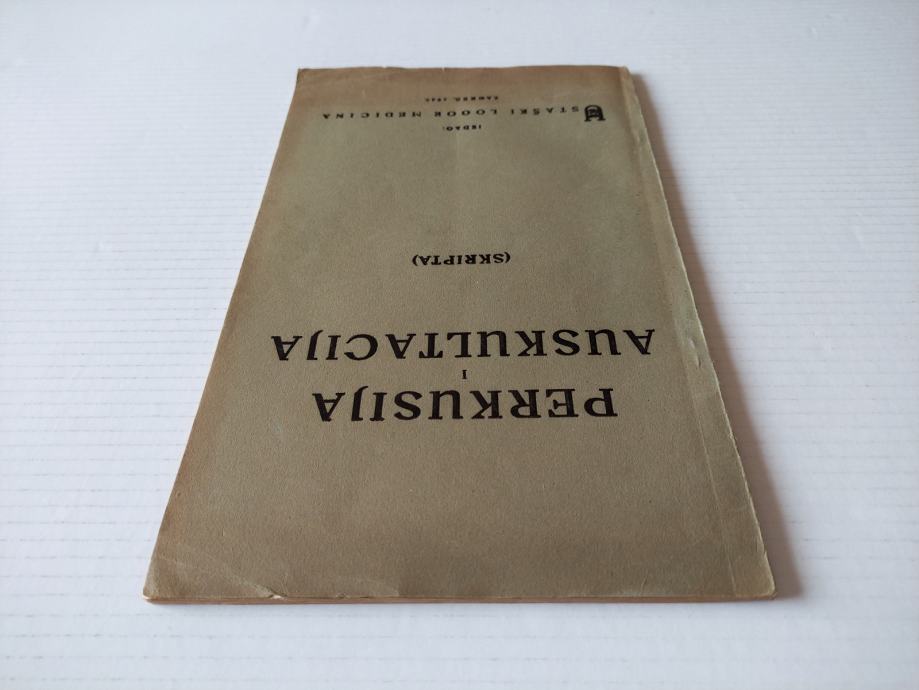 PERKUSIJA
I
AUSKULTACIJA
(SKRIPTA)
IZDAO:
USTAŠKI LOGOR MEDICINA
ZAGREB,